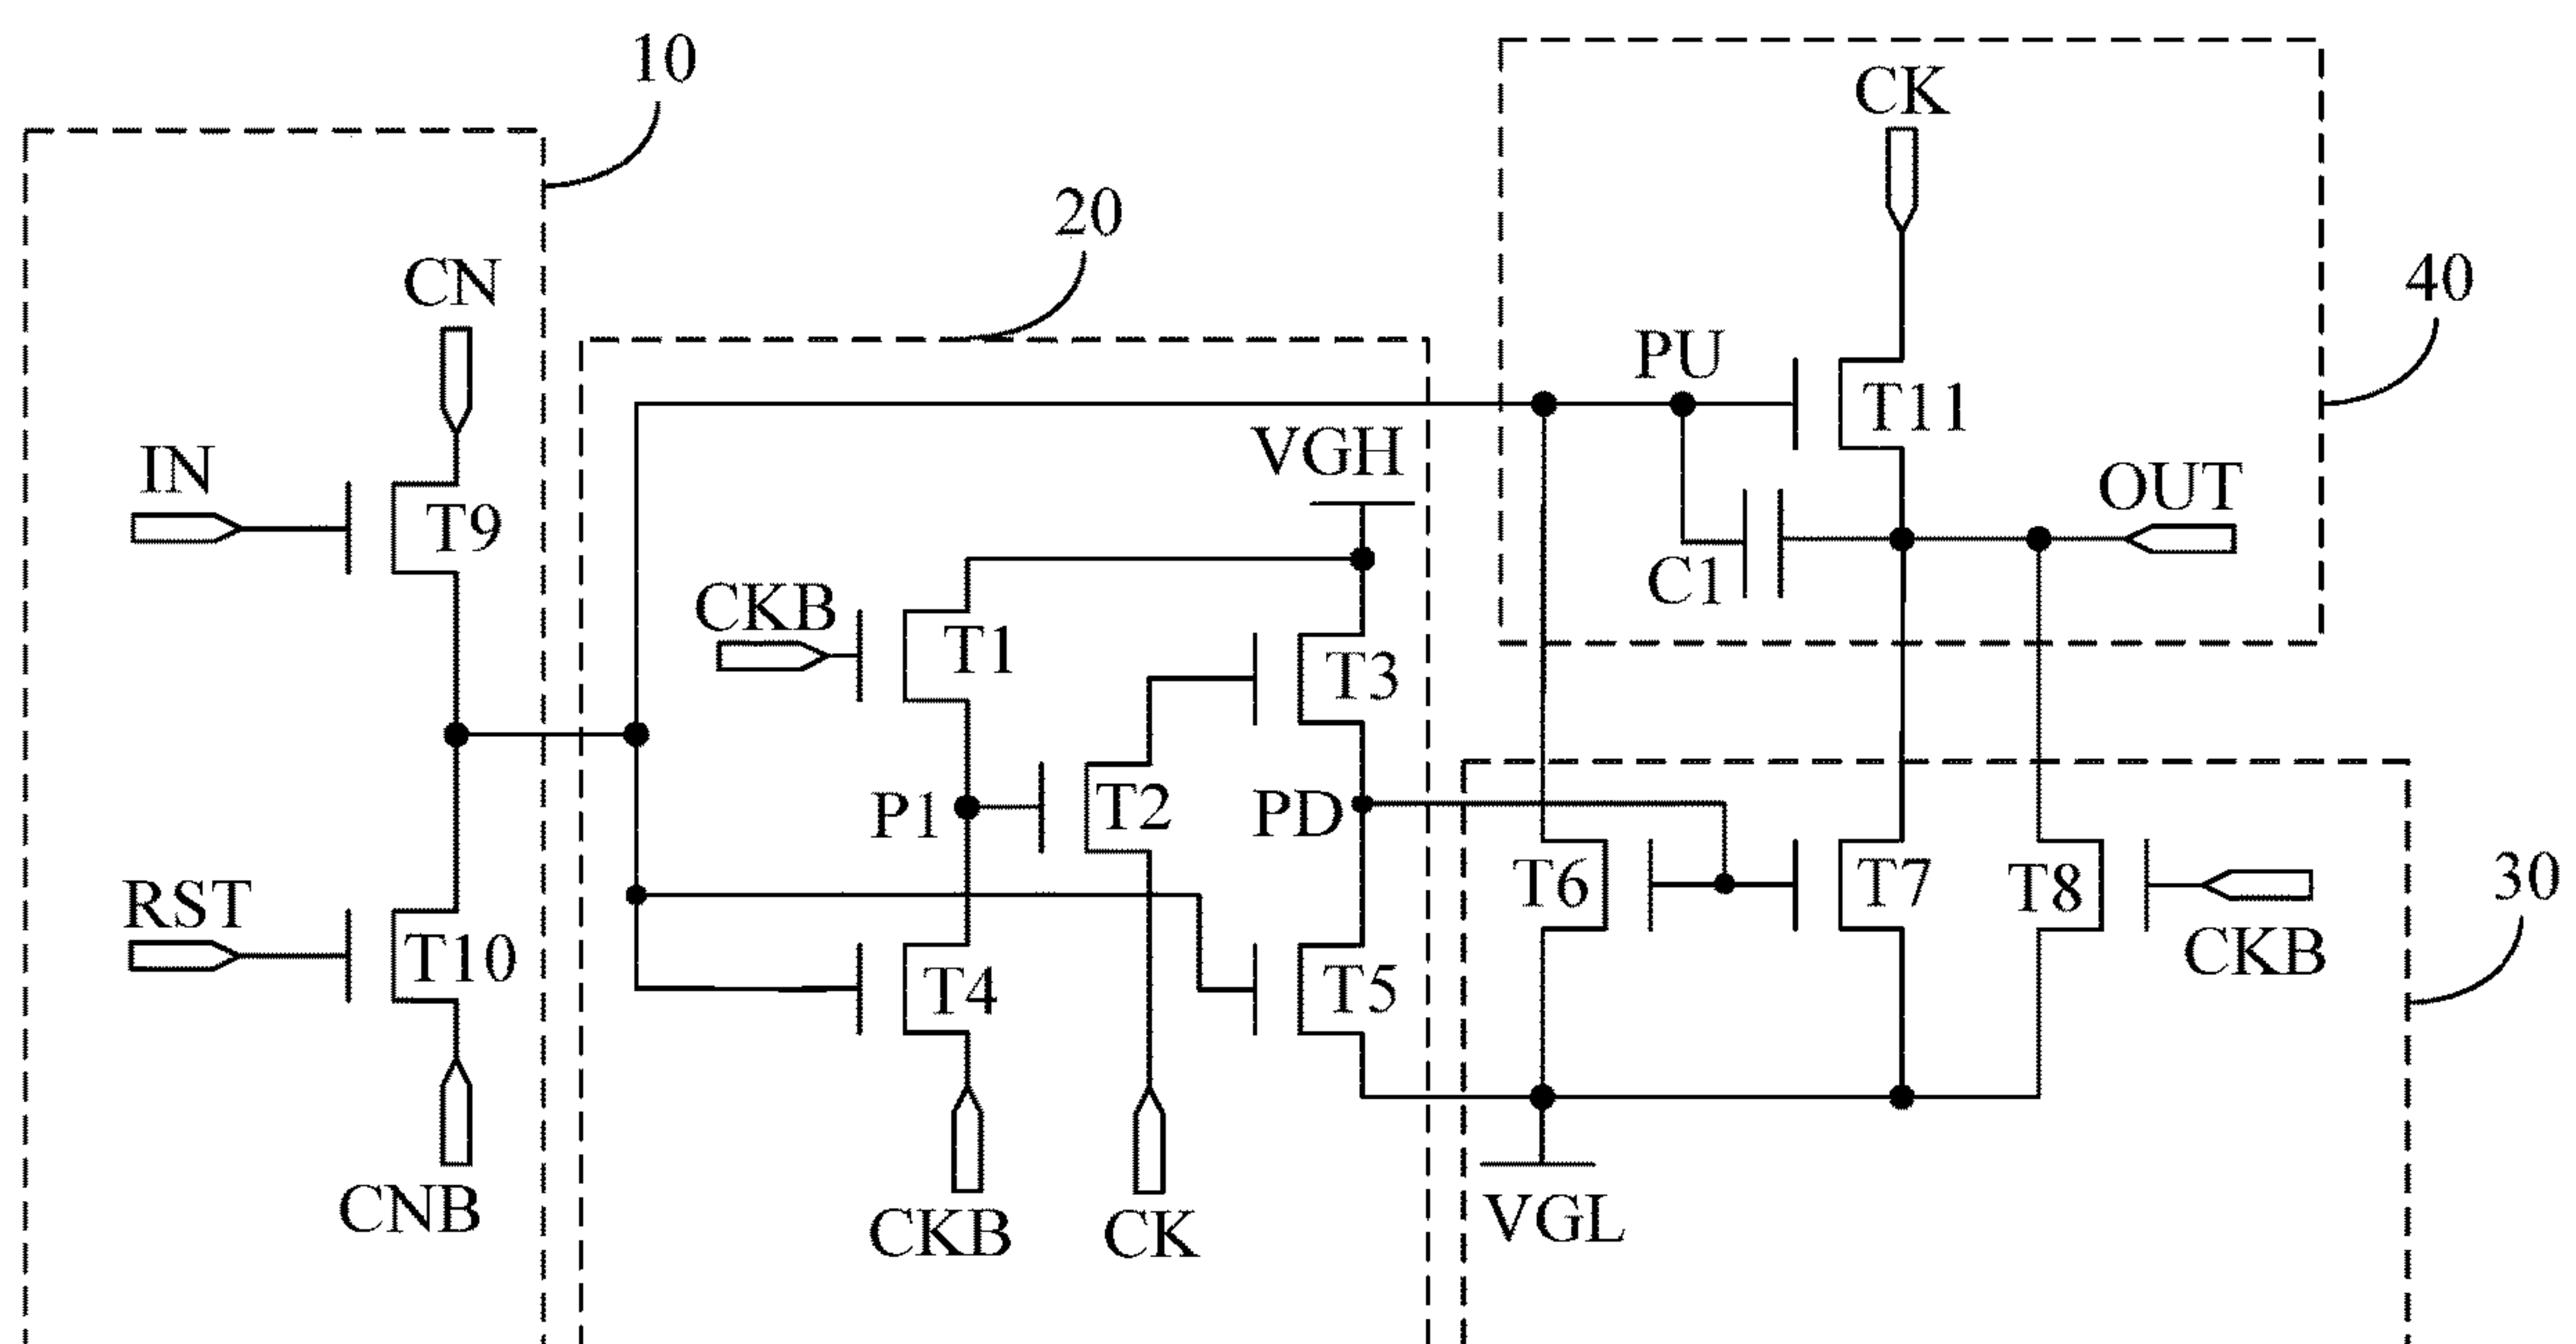 10
CK
20
40
CN
PU
T11
VGH
IN
OUT
T9
C1
CKB
T1
T3
P1
T2
PD
T6
T7
T8
30
RST
T10
T4
T5
CKB
CNB
CKB
CK
VGL